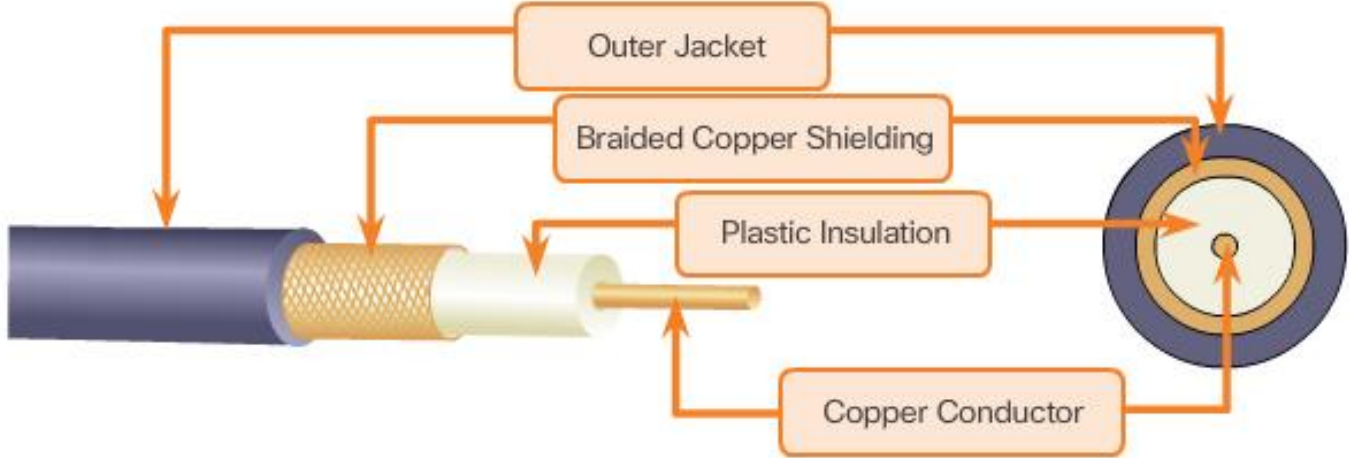 Outer Jacket
Braided Copper Shielding
Plastic Insulation
Copper Conductor